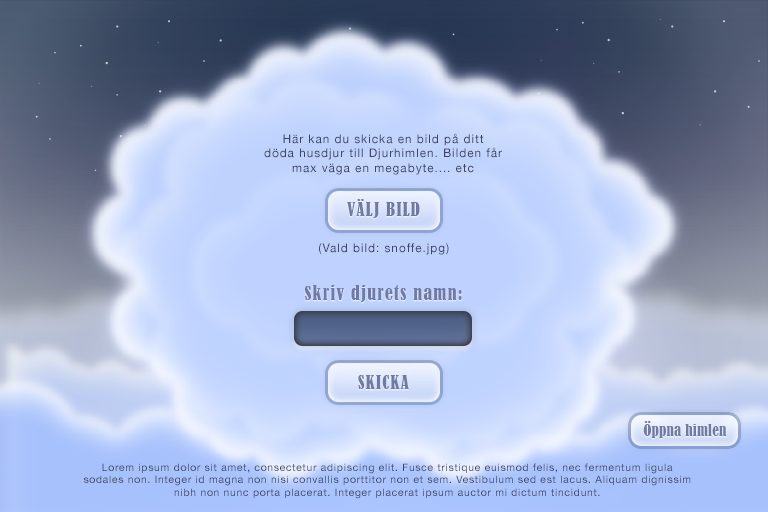 Här kan du skicka en bild på ditt
döda husdjur till Djurhimlen. Bilden får
max väga en megabyte.... etc
VÄLJ BILD
(Vald bild: snoffe.jpg)
Skriv djurets namn:
SKICKA
Öppna himlen
Lorem ipsum dolor sit amet, consectetur adipiscing elit. Fusce tristique euismod felis, nec fermentum ligula
sodales non. Integer id magna non nisi convallis porttitor non et sem. Vestibulum sed est lacus. Aliquam dignissim
nibh non nunc porta placerat. Integer placerat ipsum auctor mi dictum tincidunt.